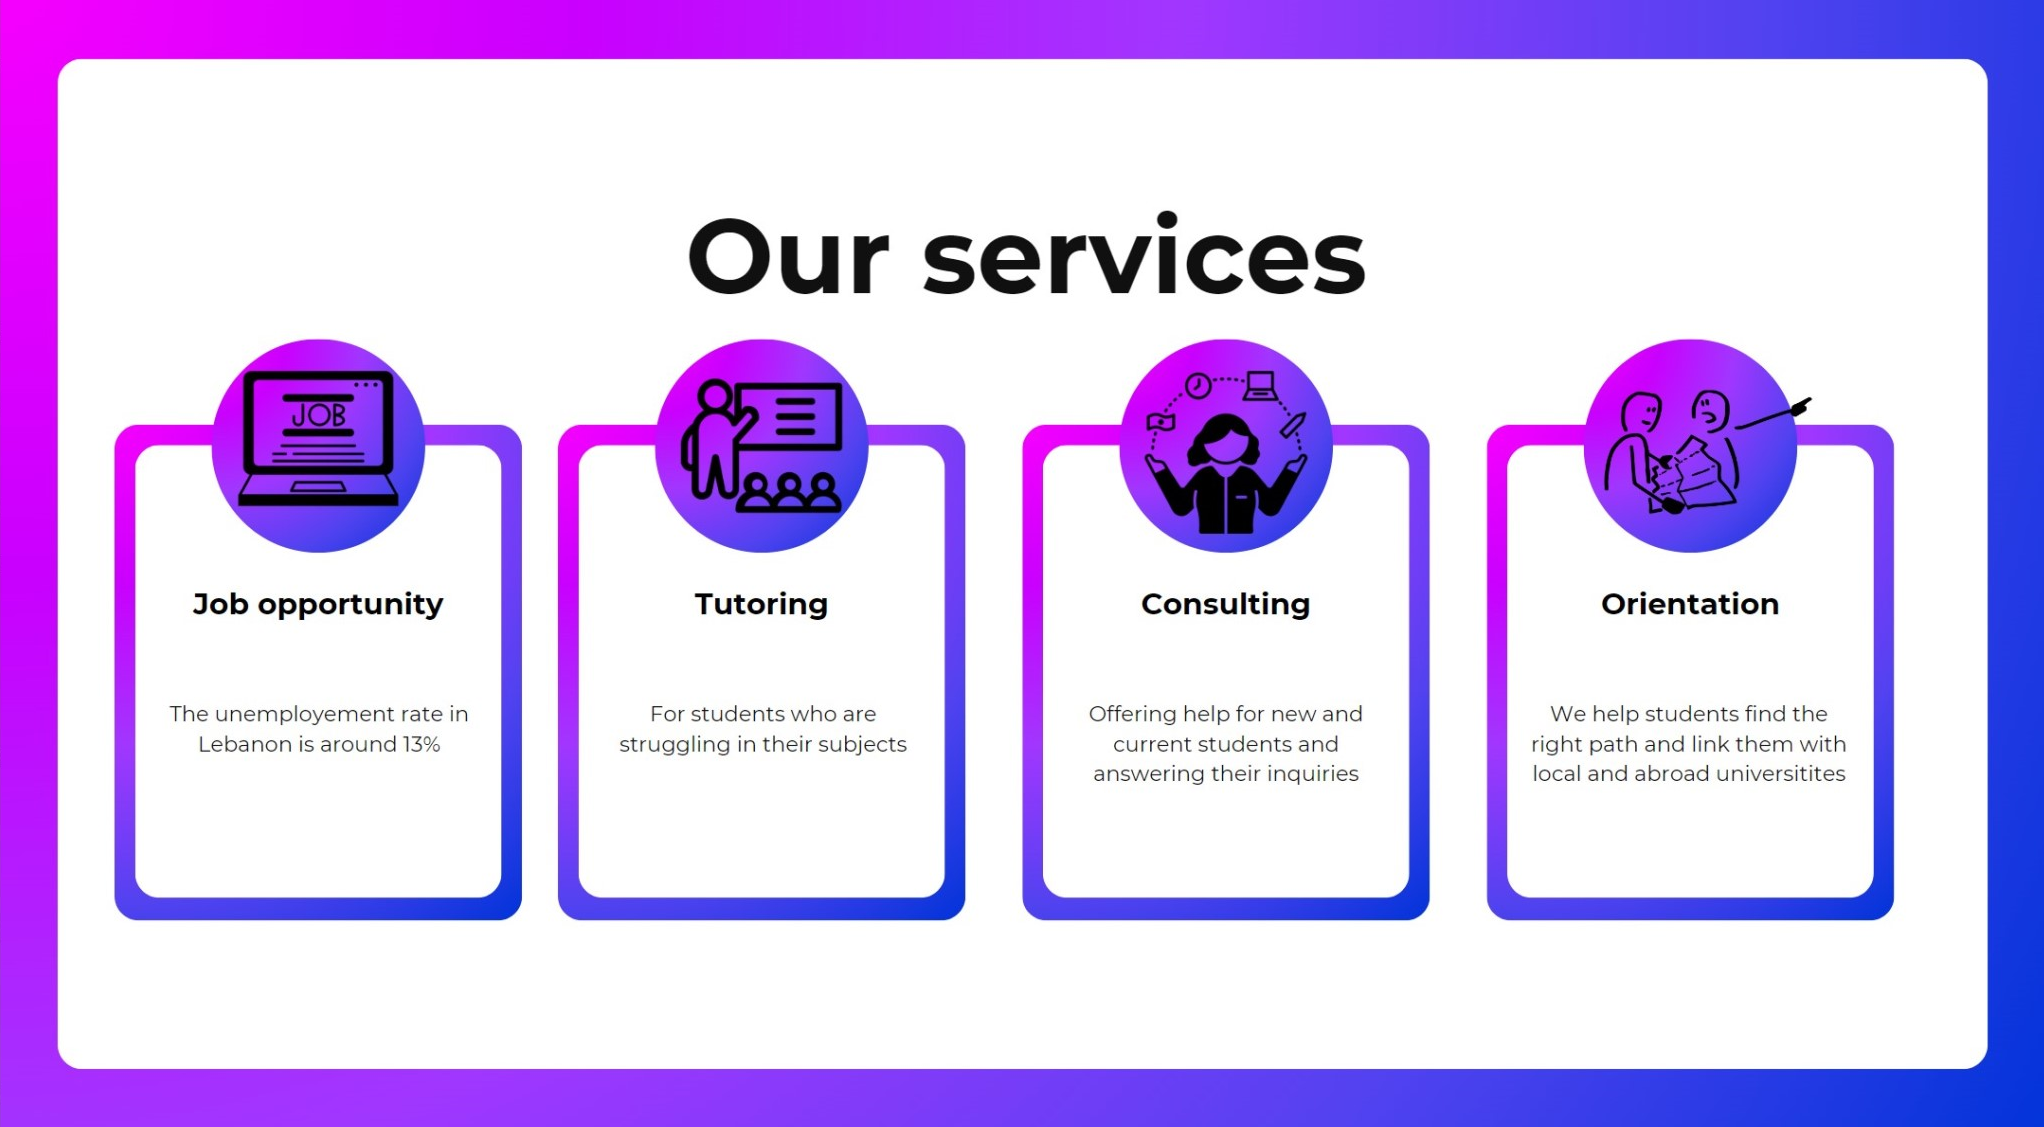 Our services
JOB
Job opportunity
The unemployement rate in
Lebanon is around 13%
Tutoring
For students who are
struggling in their subjects
Consulting
Offering help for new and
current students and
answering their inquiries
Orientation
We help students find the
right path and link them with
local and abroad universitites